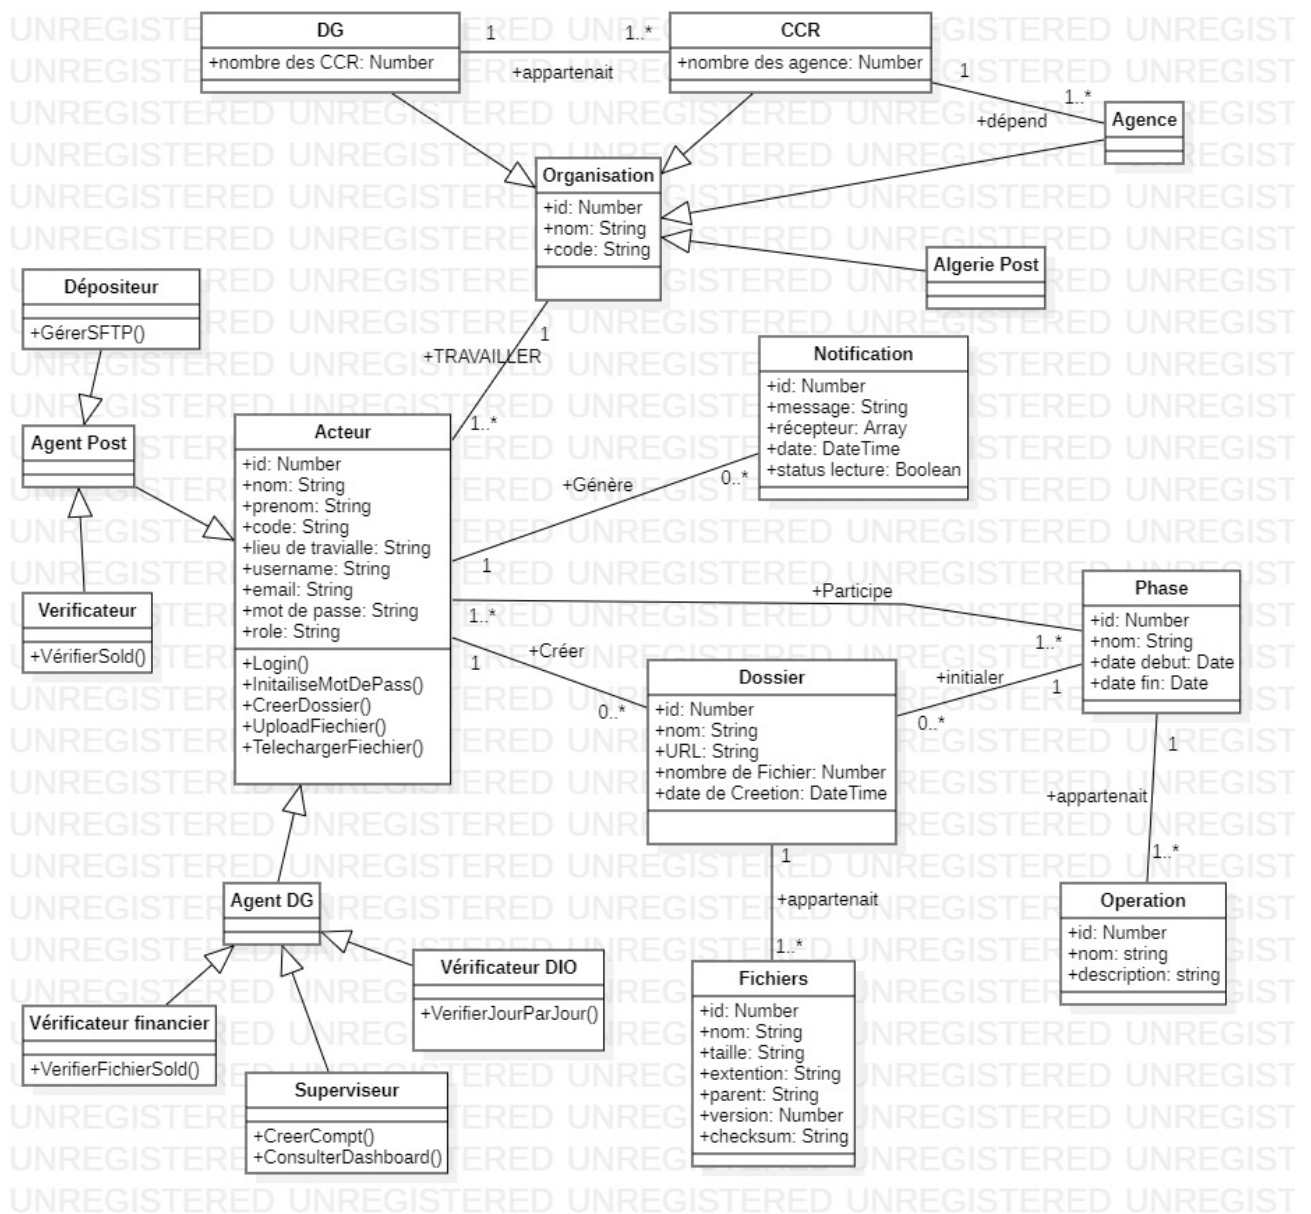 DG
+nombre des CCR: Number
1
1..*
+appartenait
CCR
+nombre des agence: Number
1
1..*
+dépend
Agence
Organisation
+id: Number
+nom: String
+code: String
Algerie Post
Dépositeur
+GérerSFTP()
1
+TRAVAILLER
1..*
Notification
+id: Number
+message: String
+récepteur: Array
+date: DateTime
+status lecture: Boolean
Agent Post
Acteur
+id: Number
+nom: String
+prenom: String
+code: String
+lieu de travialle: String
+username: String
+email: String
+mot de passe: String
+role: String
+Login()
+InitailiseMotDePass()
+CreerDossier()
+UploadFiechier()
+TelechargerFiechier()
+Génère
0..*
1
Verificateur
+VérifierSold()
+Participe
1..*
1..*
Phase
+id: Number
+nom: String
+date debut: Date
+date fin: Date
+Créer
1
0..*
Dossier
+id: Number
+nom: String
+URL: String
+nombre de Fichier: Number
+date de Creetion: DateTime
+initialer
1
0..*
1
+appartenait
1..*
1
+appartenait
1..*
Operation
+id: Number
+nom: string
+description: string
Agent DG
Vérificateur DIO
+VerifierJourParJour()
Vérificateur financier
+VerifierFichierSold()
Superviseur
+CreerCompt()
+ConsulterDashboard()
Fichiers
+id: Number
+nom: String
+taille: String
+extention: String
+parent: String
+version: Number
+checksum: String
UNREGISTERED